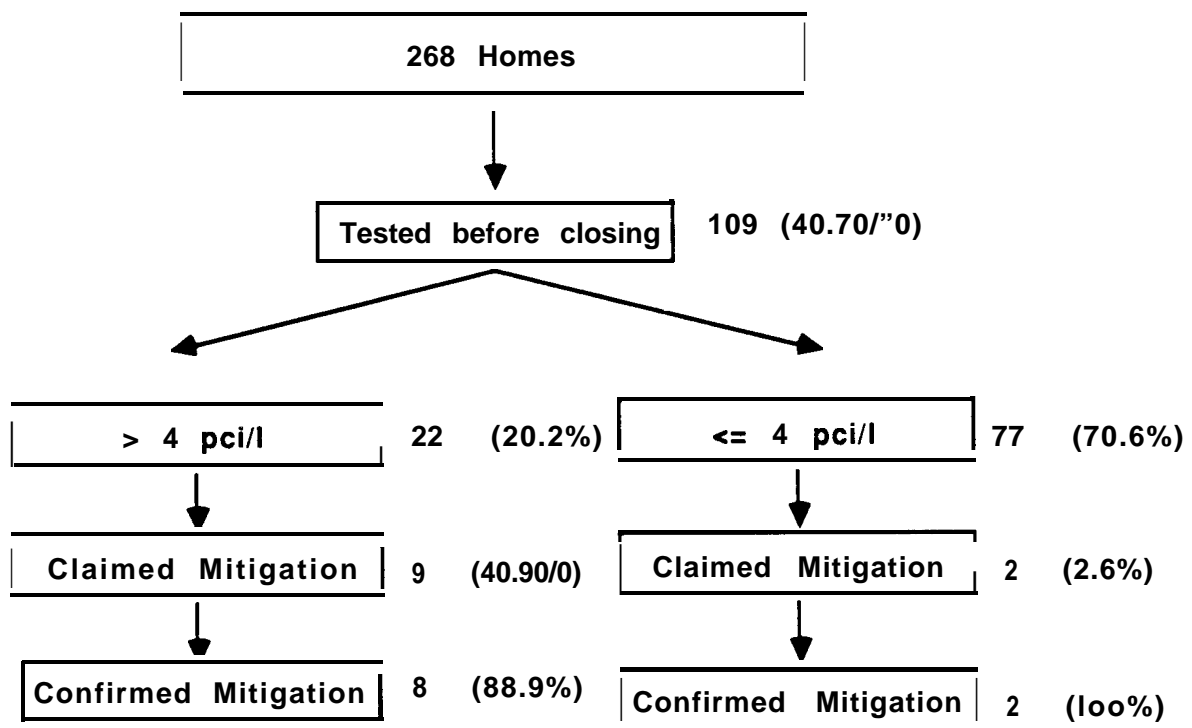 268 Homes
Tested before closing 109 (40.70/"0)
> 4 pci/l 22 (20.2%) <= 4 pci/l 77 (70.6%)
Claimed Mitigation 9 (40.90/0) Claimed Mitigation 2 (2.6%)
Confirmed Mitigation 8 (88.9%) Confirmed Mitigation 2 (loo%)